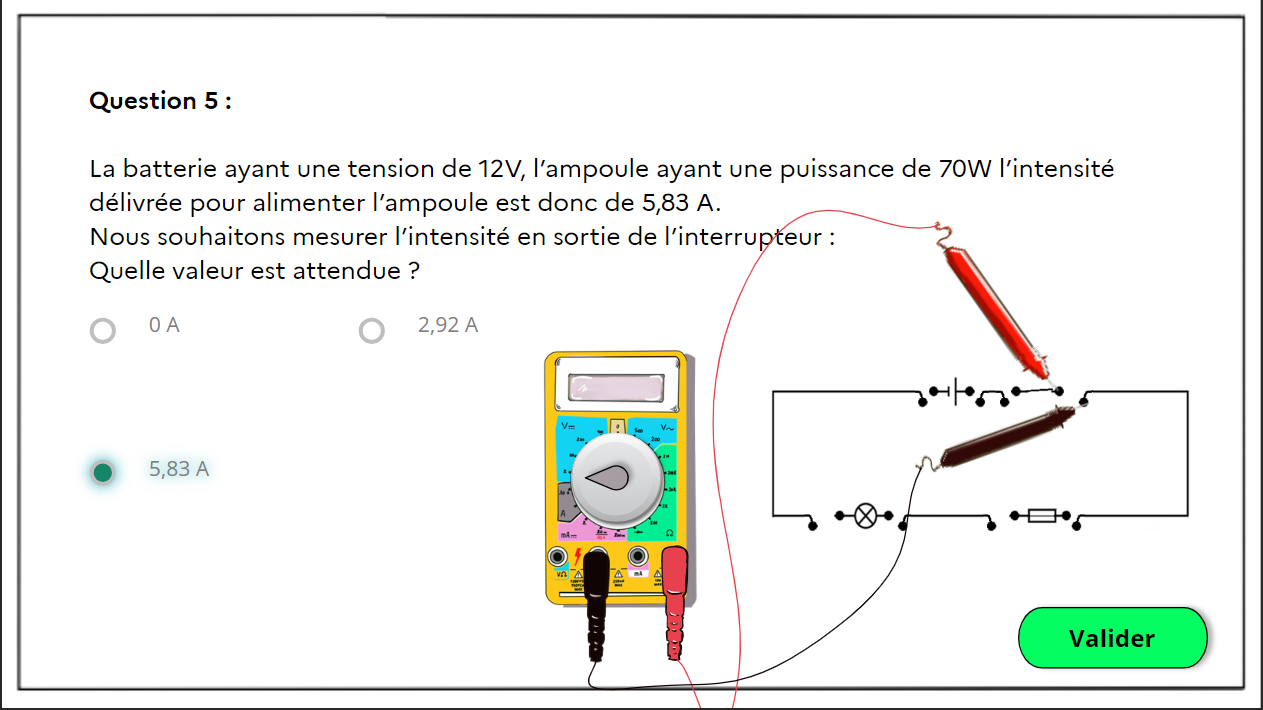 Question 5 :
La batterie ayant une tension de 12V, l’ampoule ayant une puissance de 70W l’intensité
délivrée pour alimenter l’ampoule est donc de 5,83 A.
Nous souhaitons mesurer l’intensité en sortie de l’interrupteur :
Quelle valeur est attendue ?
0 A
2,92 A
5,83 A
V
V
200
A
mA
Ω
VΩ
mA
Valider